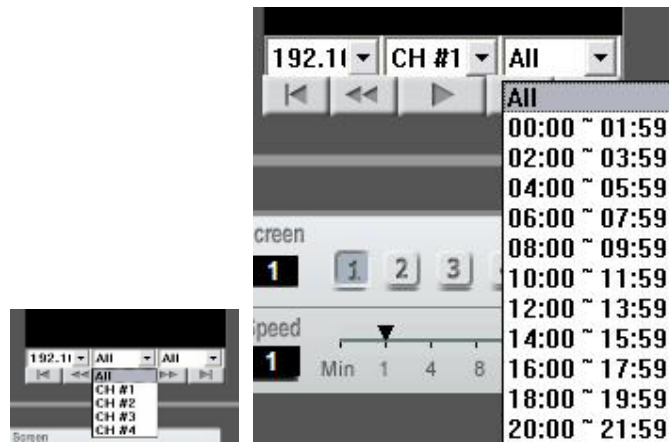 192.1
All
All
All
CH #1
CH #2
CH #3
CH #4
Screen
192.1
CH #1
All
All
00:00 ~ 01:59
02:00 ~ 03:59
04:00 ~ 05:59
06:00 ~ 07:59
08:00 ~ 09:59
10:00 ~ 11:59
12:00 ~ 13:59
14:00 ~ 15:59
16:00 ~ 17:59
18:00 ~ 19:59
20:00 ~ 21:59
creen
1
1 2 3
peed
1
Min 1 4 8